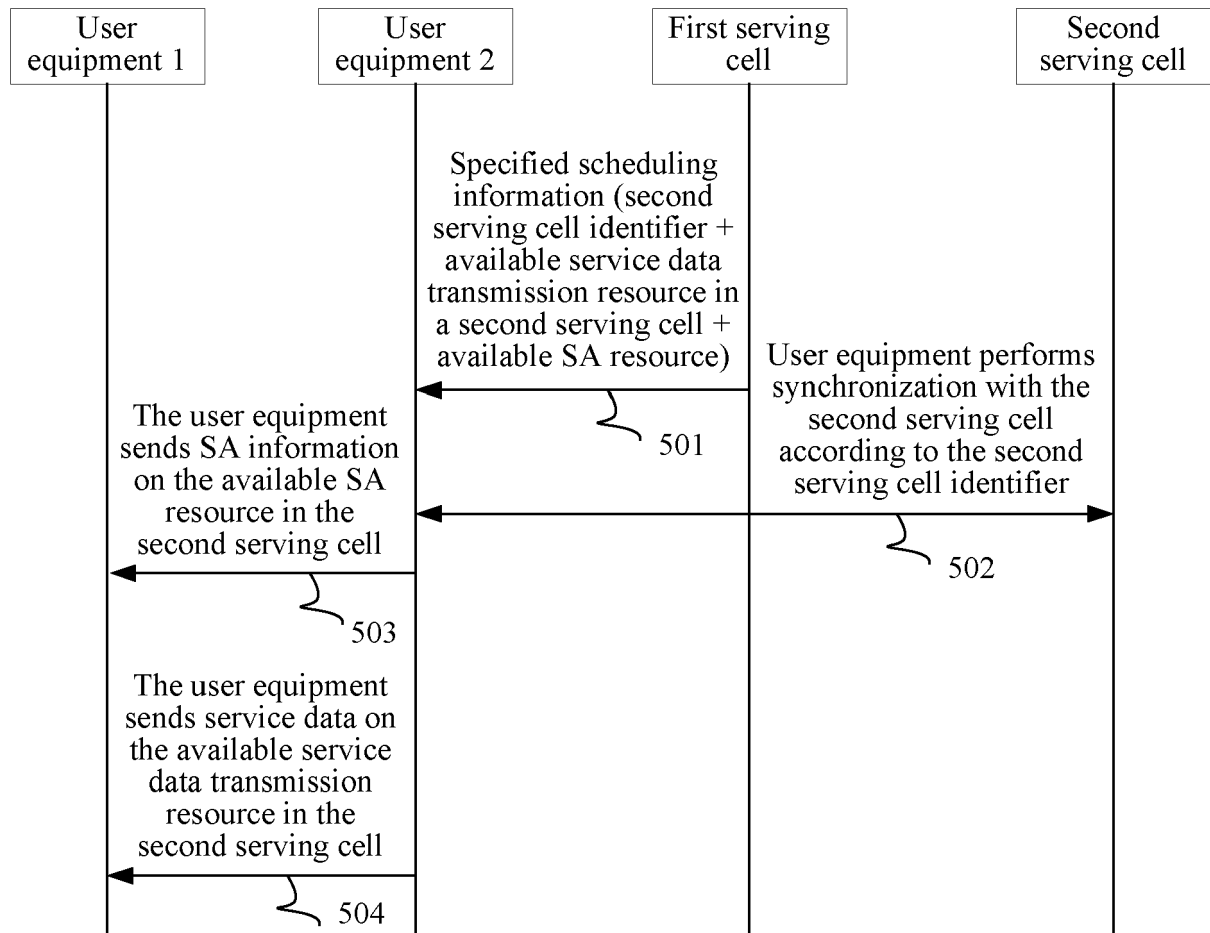 User
equipment 1
User
equipment 2
First serving
cell
Second
serving cell
Specified scheduling
information (second
serving cell identifier +
available service data
transmission resource in
a second serving cell +
available SA resource)
501
User equipment performs
synchronization with the
second serving cell
according to the second
serving cell identifier
502
The user equipment
sends SA information
on the available SA
resource in the
second serving cell
503
The user equipment
sends service data on
the available service
data transmission
resource in the
second serving cell
504